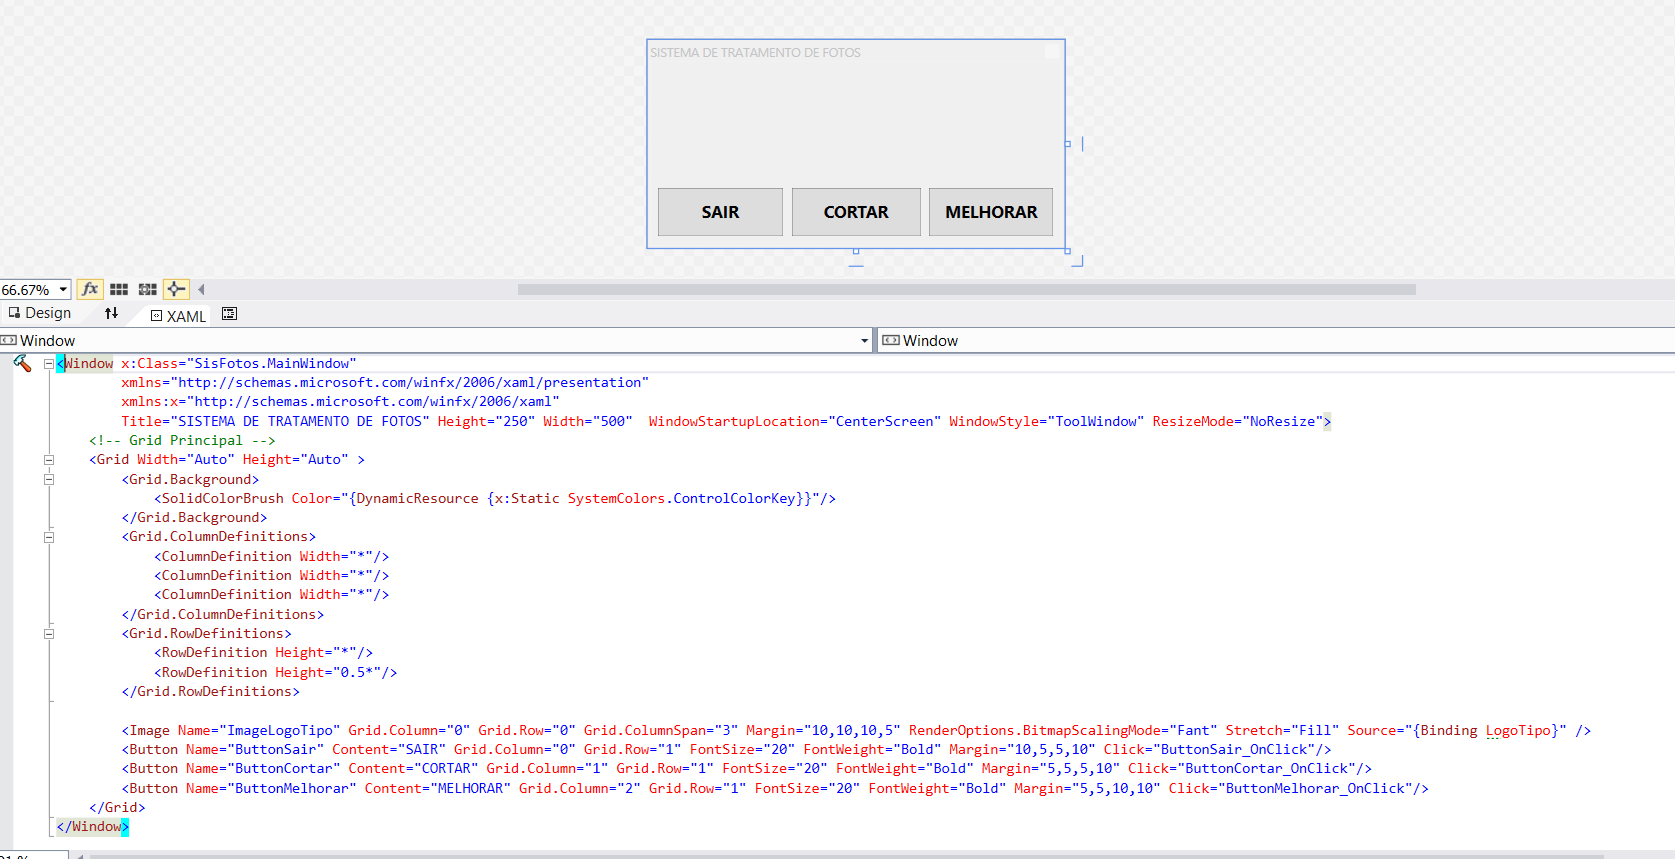 SISTEMA DE TRATAMENTO DE FOTOS
SAIR CORTAR MELHORAR
66.67% fx
Design XAML
Window Window
<Window x:Class="SisFotos.MainWindow"
xmlns="http://schemas.microsoft.com/winfx/2006/xaml/presentation"
xmlns:x="http://schemas.microsoft.com/winfx/2006/xaml"
Title="SISTEMA DE TRATAMENTO DE FOTOS" Height="250" Width="500"  WindowStartupLocation="CenterScreen" WindowStyle="ToolWindow" ResizeMode="NoResize">
<!-- Grid Principal -->
<Grid Width="Auto" Height="Auto" >
<Grid.Background>
<SolidColorBrush Color="{DynamicResource {x:Static SystemColors.ControlColorKey}}"/>
</Grid.Background>
<Grid.ColumnDefinitions>
<ColumnDefinition Width="*"/>
<ColumnDefinition Width="*"/>
<ColumnDefinition Width="*"/>
</Grid.ColumnDefinitions>
<Grid.RowDefinitions>
<RowDefinition Height="*"/>
<RowDefinition Height="0.5*"/>
</Grid.RowDefinitions>
<Image Name="ImageLogoTipo" Grid.Column="0" Grid.Row="0" Grid.ColumnSpan="3" Margin="10,10,10,5" RenderOptions.BitmapScalingMode="Fant" Stretch="Fill" Source="{Binding LogoTipo}" />
<Button Name="ButtonSair" Content="SAIR" Grid.Column="0" Grid.Row="1" FontSize="20" FontWeight="Bold" Margin="10,5,5,10" Click="ButtonSair_OnClick"/>
<Button Name="ButtonCortar" Content="CORTAR" Grid.Column="1" Grid.Row="1" FontSize="20" FontWeight="Bold" Margin="5,5,5,10" Click="ButtonCortar_OnClick"/>
<Button Name="ButtonMelhorar" Content="MELHORAR" Grid.Column="2" Grid.Row="1" FontSize="20" FontWeight="Bold" Margin="5,5,10,10" Click="ButtonMelhorar_OnClick"/>
</Grid>
</Window>